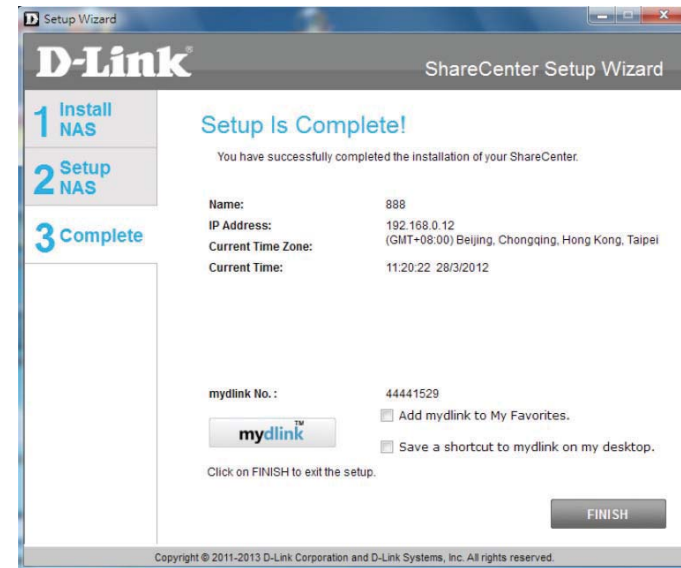 Setup Wizard
D-Link®
ShareCenter Setup Wizard
1 Install NAS
2 Setup NAS
3 Complete
Setup Is Complete!
You have successfully completed the installation of your ShareCenter.
Name: 888
IP Address: 192.168.0.12
Current Time Zone: (GMT+08:00) Beijing, Chongqing, Hong Kong, Taipei
Current Time: 11:20:22 28/3/2012
mydlink No. : 44441529
mydlink™
Add mydlink to My Favorites.
Save a shortcut to mydlink on my desktop.
Click on FINISH to exit the setup.
FINISH
Copyright © 2011-2013 D-Link Corporation and D-Link Systems, Inc. All rights reserved.